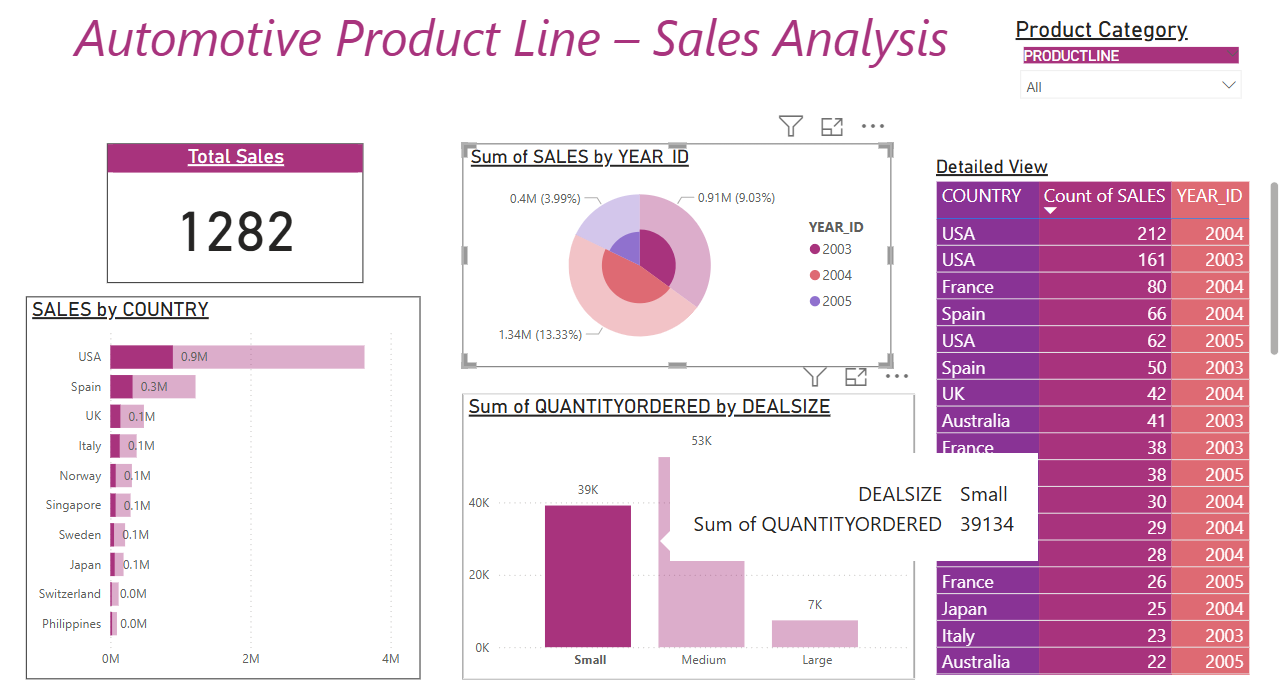 Automotive Product Line – Sales Analysis
Product Category
PRODUCTLINE
All
Total Sales
1282
SALES by COUNTRY
USA 0.9M
Spain 0.3M
UK 0.1M
Italy 0.1M
Norway 0.1M
Singapore 0.1M
Sweden 0.1M
Japan 0.1M
Switzerland 0.0M
Philippines 0.0M
0M 2M 4M
Sum of SALES by YEAR_ID
0.4M (3.99%)
0.91M (9.03%)
1.34M (13.33%)
YEAR_ID
2003
2004
2005
Sum of QUANTITYORDERED by DEALSIZE
53K
39K
7K
40K
20K
0K
Small Medium Large
DEALSIZE Small
Sum of QUANTITYORDERED 39134
Detailed View
COUNTRY Count of SALES YEAR_ID
USA 212 2004
USA 161 2003
France 80 2004
Spain 66 2004
USA 62 2005
Spain 50 2003
UK 42 2004
Australia 41 2003
France 38 2003
38 2005
30 2004
29 2004
28 2004
France 26 2005
Japan 25 2004
Italy 23 2003
Australia 22 2005